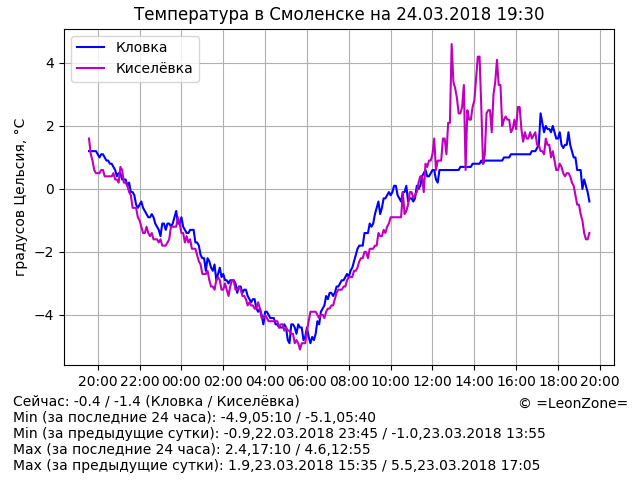 Температура в Смоленске на 24.03.2018 19:30
Кловка
Киселёвка
градусов Цельсия, °C
4
2
0
−2
−4
20:00 22:00 00:00 02:00 04:00 06:00 08:00 10:00 12:00 14:00 16:00 18:00 20:00
Сейчас: -0.4 / -1.4 (Кловка / Киселёвка)
© =LeonZone=
Min (за последние 24 часа): -4.9,05:10 / -5.1,05:40
Min (за предыдущие сутки): -0.9,22.03.2018 23:45 / -1.0,23.03.2018 13:55
Max (за последние 24 часа): 2.4,17:10 / 4.6,12:55
Max (за предыдущие сутки): 1.9,23.03.2018 15:35 / 5.5,23.03.2018 17:05